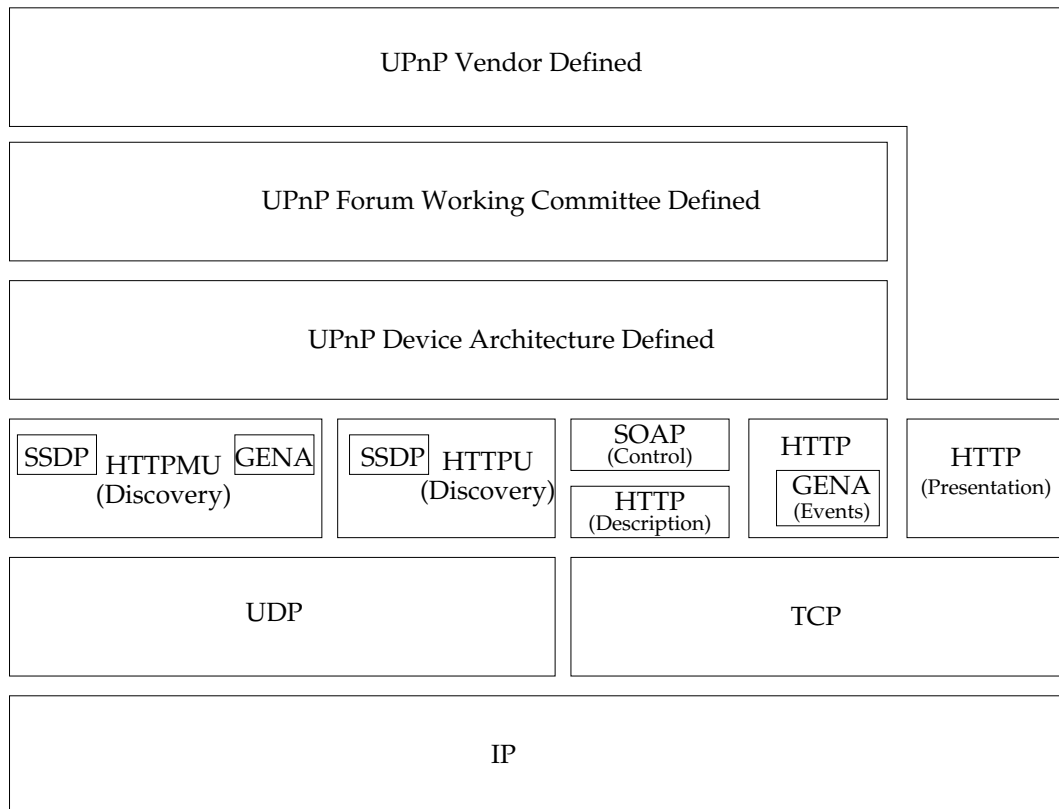 UPnP Vendor Defined
UPnP Forum Working Committee Defined
UPnP Device Architecture Defined
SSDP HTTPMU GENA
(Discovery)
SSDP HTTPU
(Discovery)
SOAP
(Control)
HTTP
(Description)
HTTP
GENA
(Events)
HTTP
(Presentation)
UDP
TCP
IP